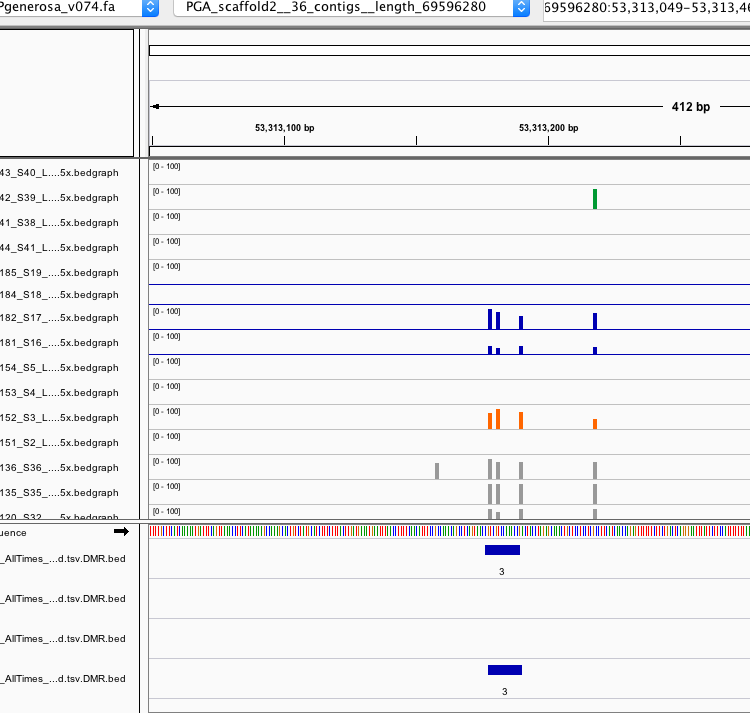 Pgenerosa_v074.fa PGA_scaffold2__36_contigs__length_69596280 69596280:53,313,049-53,313,46
412 bp
53,313,100 bp 53,313,200 bp
43_S40_L....5x.bedgraph [0 - 100]
42_S39_L....5x.bedgraph [0 - 100]
41_S38_L....5x.bedgraph [0 - 100]
44_S41_L....5x.bedgraph [0 - 100]
185_S19_....5x.bedgraph [0 - 100]
184_S18_....5x.bedgraph
182_S17_....5x.bedgraph [0 - 100]
181_S16_....5x.bedgraph [0 - 100]
154_S5_L....5x.bedgraph [0 - 100]
153_S4_L....5x.bedgraph [0 - 100]
152_S3_L....5x.bedgraph [0 - 100]
151_S2_L....5x.bedgraph [0 - 100]
136_S36_....5x.bedgraph [0 - 100]
135_S35_....5x.bedgraph [0 - 100]
120_S32_....5x.bedgraph [0 - 100]
uence
_AllTimes_...d.tsv.DMR.bed
3
_AllTimes_...d.tsv.DMR.bed
_AllTimes_...d.tsv.DMR.bed
_AllTimes_...d.tsv.DMR.bed
3